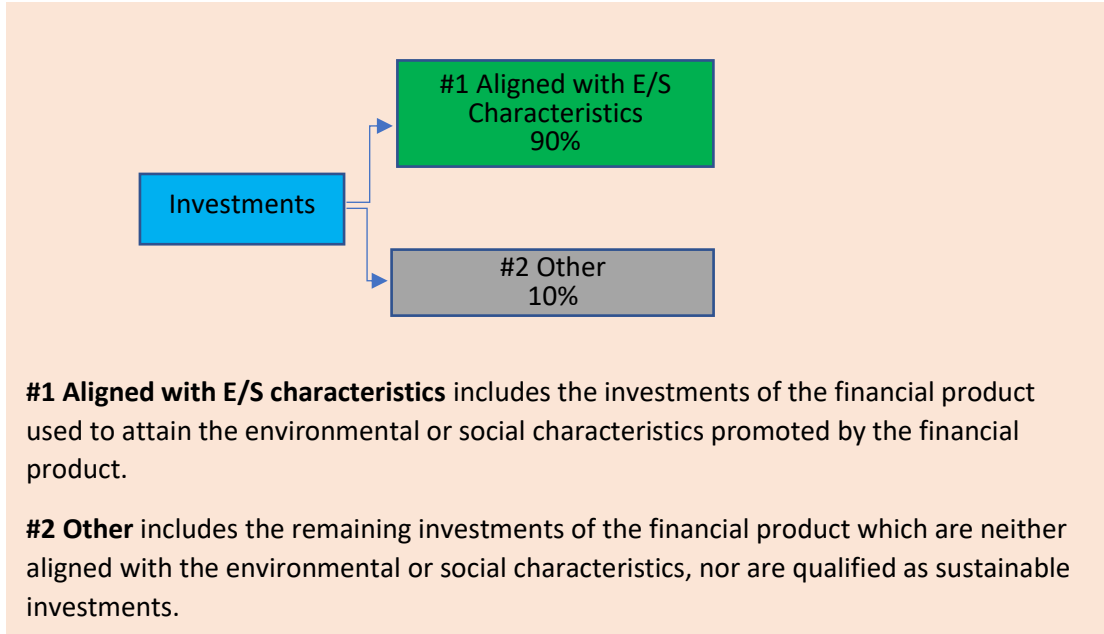 #1 Aligned with E/S
Characteristics
90%
Investments
#2 Other
10%
#1 Aligned with E/S characteristics includes the investments of the financial product
used to attain the environmental or social characteristics promoted by the financial
product.
#2 Other includes the remaining investments of the financial product which are neither
aligned with the environmental or social characteristics, nor are qualified as sustainable
investments.